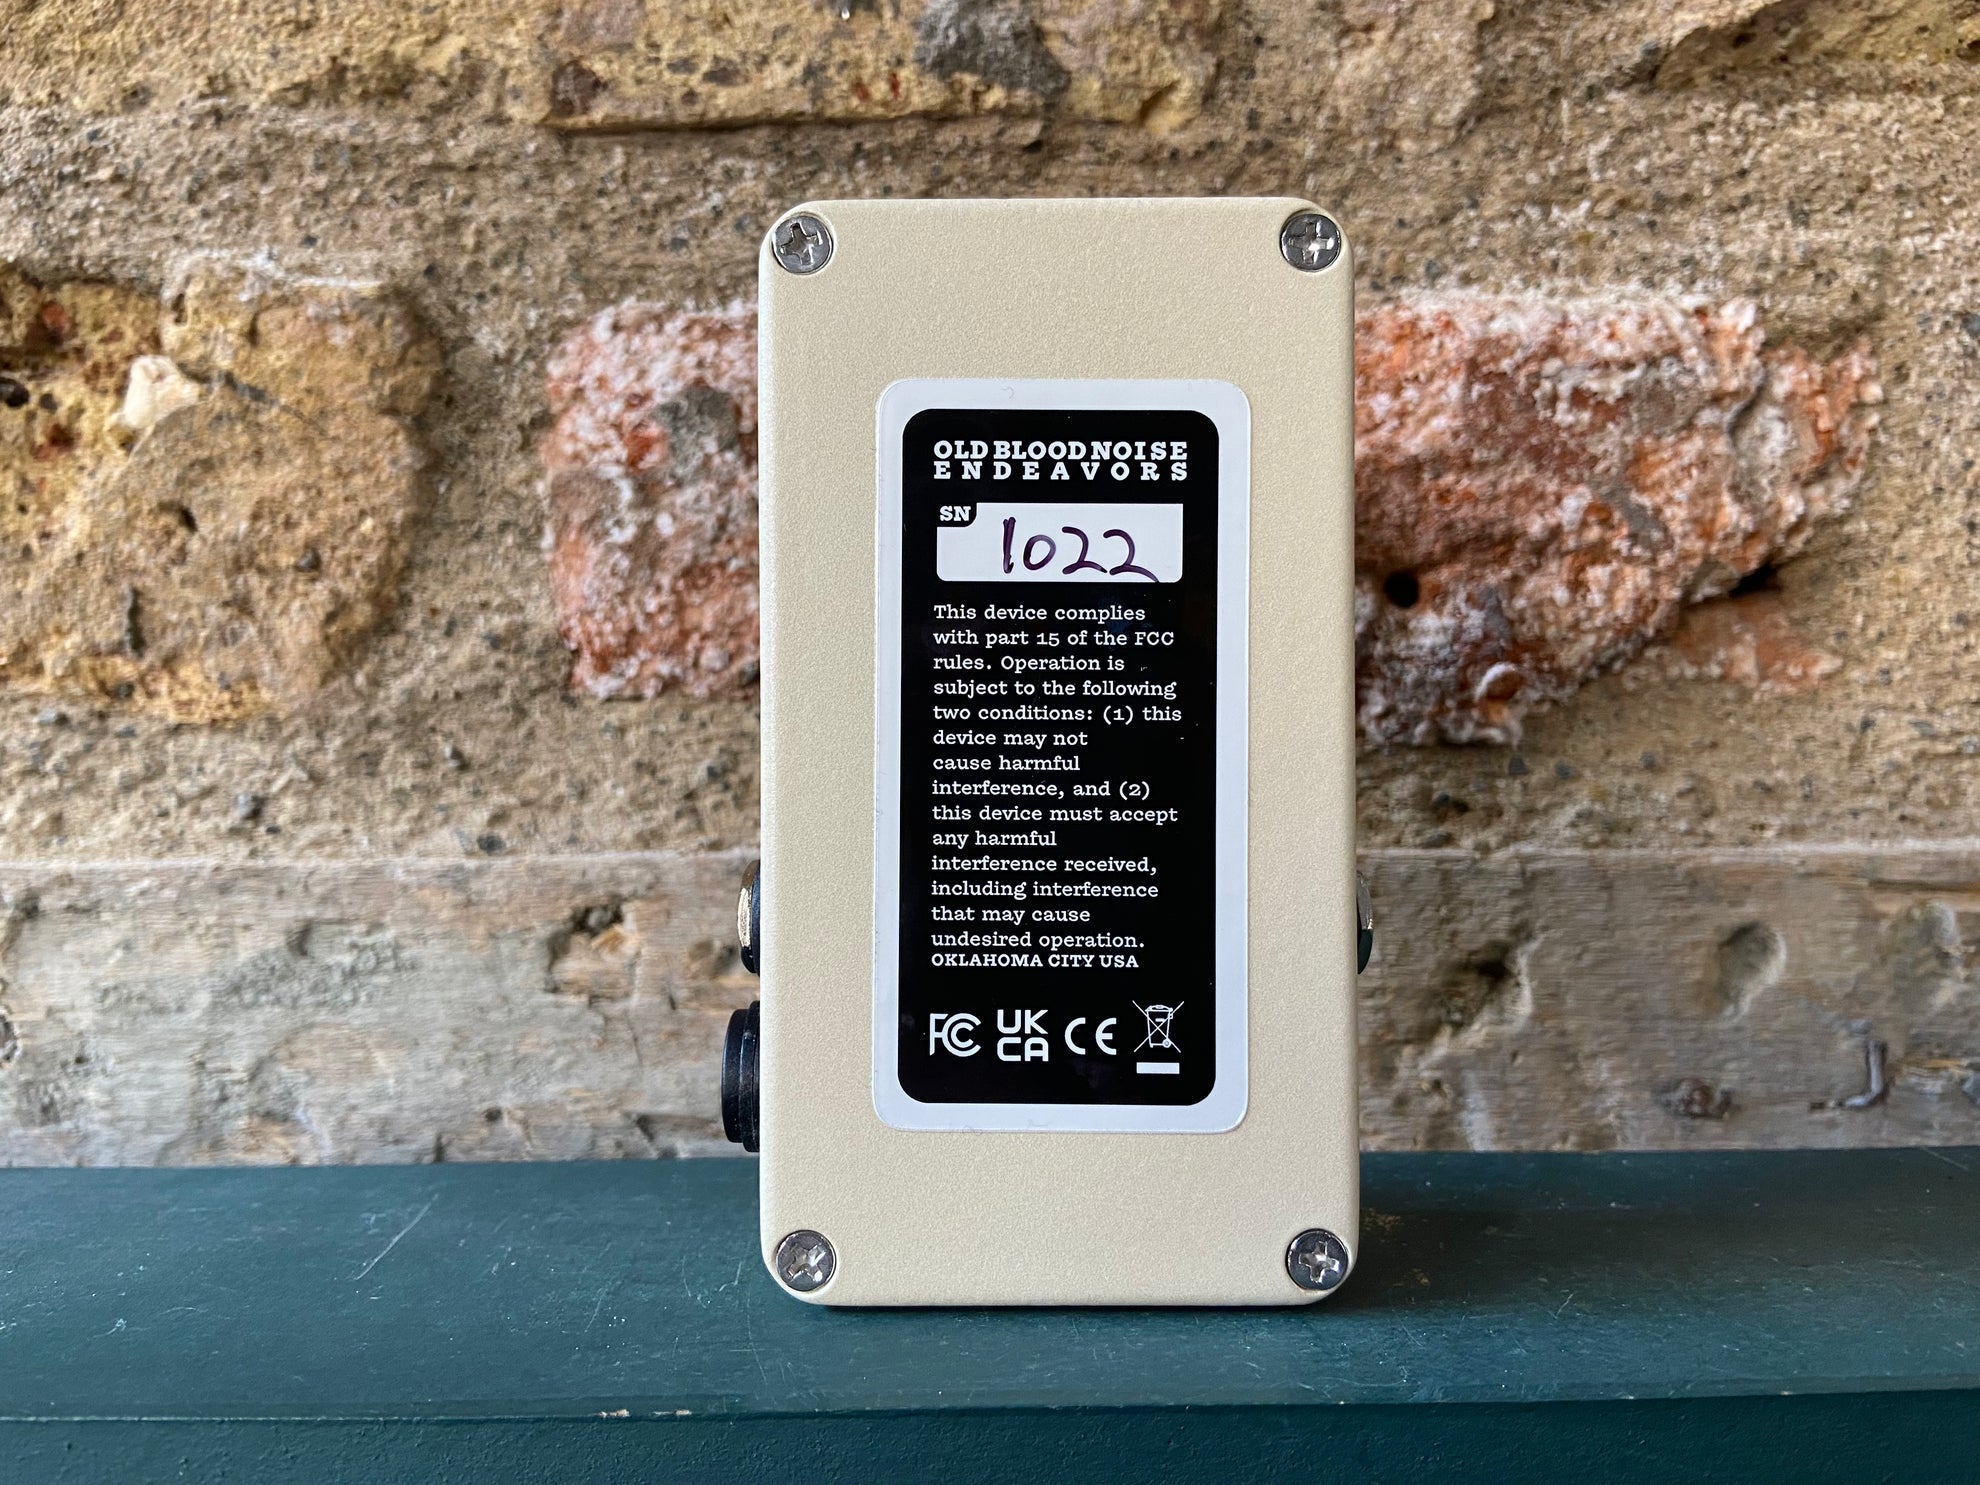 OLD BLOOD NOISE
ENDEAVORS
SN
1022
This device complies
with part 15 of the FCC
rules. Operation is
subject to the following
two conditions: (1) this
device may not
cause harmful
interference, and (2)
this device must accept
any harmful
interference received,
including interference
that may cause
undesired operation.
OKLAHOMA CITY USA
FC UK CA CE